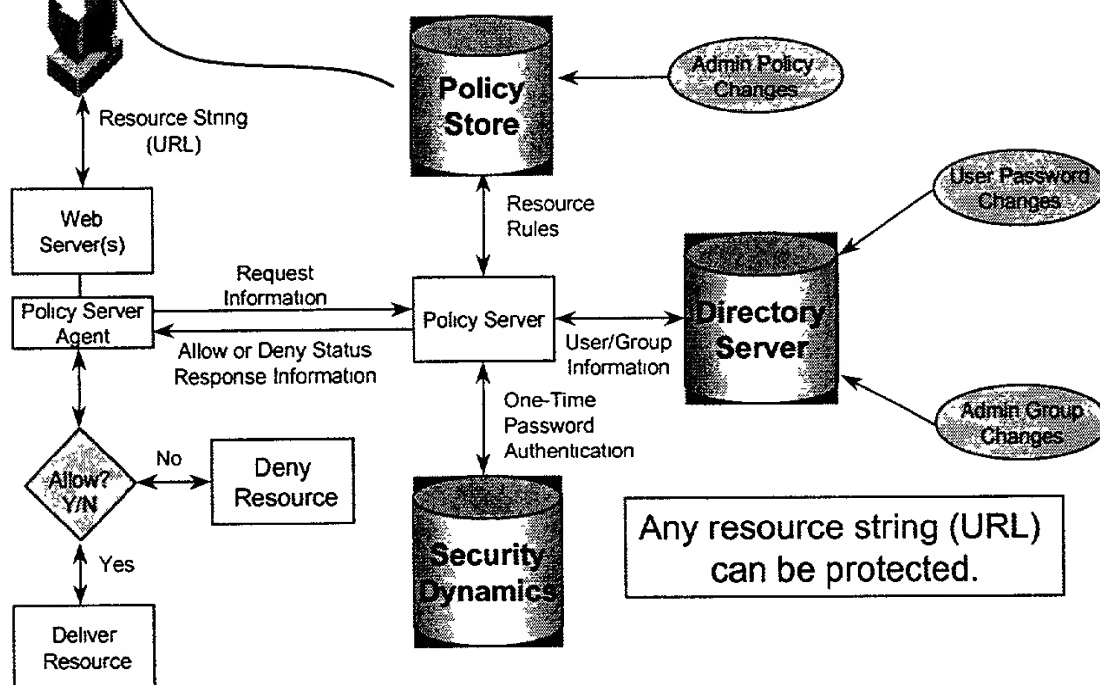 Policy
Store
Admin Policy
Changes
Resource String
(URL)
User Password
Changes
Web
Server(s)
Resource
Rules
Request
Information
Policy Server
Agent
Policy Server
Directory
Server
Allow or Deny Status
Response Information
User/Group
Information
One-Time
Password
Authentication
Admin Group
Changes
Allow?
Y/N
No
Deny
Resource
Yes
Security
Dynamics
Any resource string (URL)
can be protected.
Deliver
Resource